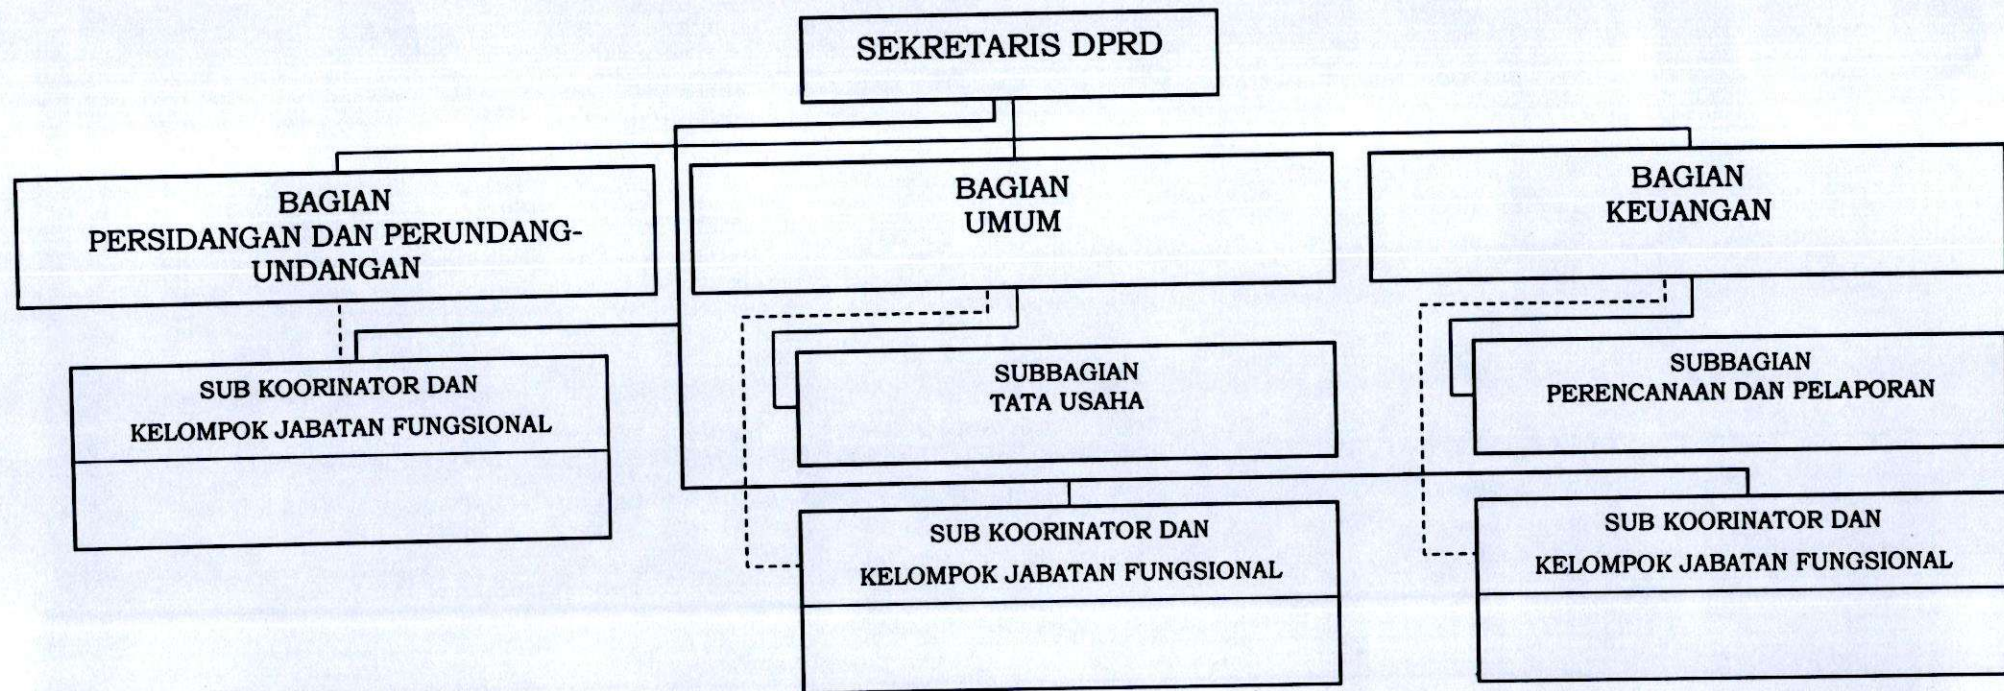 SEKRETARIS DPRD
BAGIAN
PERSIDANGAN DAN PERUNDANG-
UNDANGAN
BAGIAN
UMUM
BAGIAN
KEUANGAN
SUB KOORINATOR DAN
KELOMPOK JABATAN FUNGSIONAL
SUBBAGIAN
TATA USAHA
SUBBAGIAN
PERENCANAAN DAN PELAPORAN
SUB KOORINATOR DAN
KELOMPOK JABATAN FUNGSIONAL
SUB KOORINATOR DAN
KELOMPOK JABATAN FUNGSIONAL